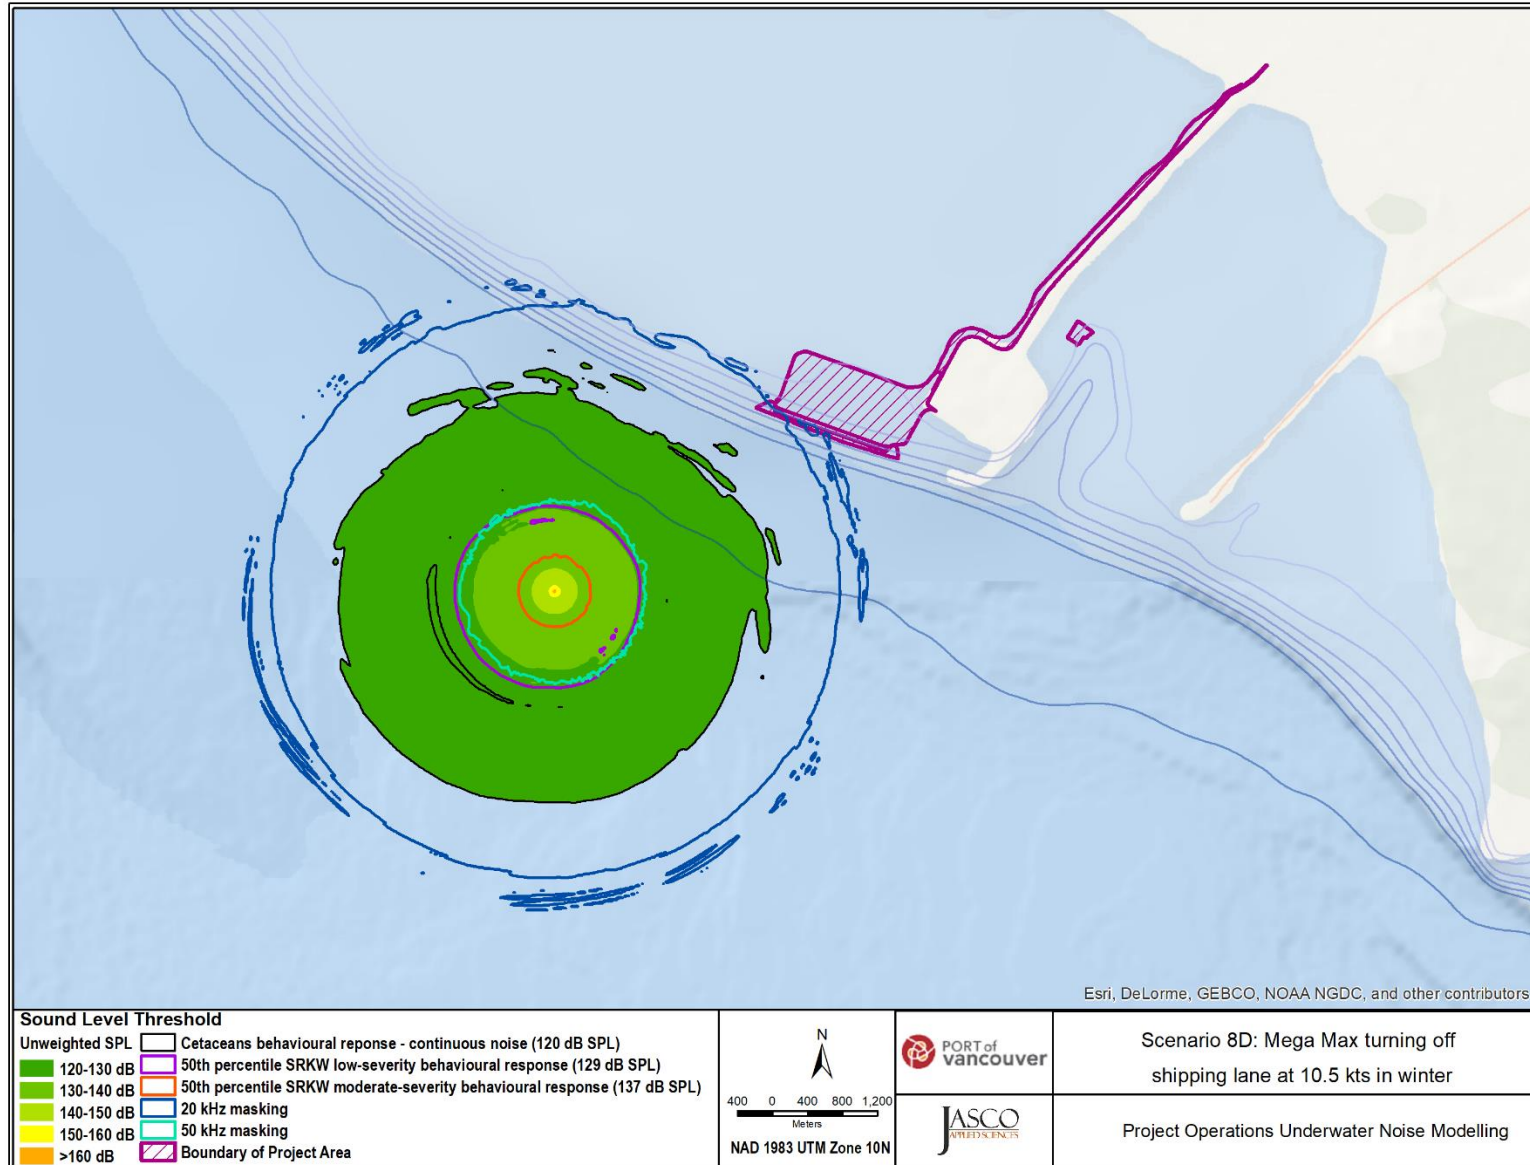 Esri, DeLorme, GEBCO, NOAA NGDC, and other contributors
Sound Level Threshold
Unweighted SPL
120-130 dB
130-140 dB
140-150 dB
150-160 dB
>160 dB
Cetaceans behavioural reponse - continuous noise (120 dB SPL)
50th percentile SRKW low-severity behavioural response (129 dB SPL)
50th percentile SRKW moderate-severity behavioural response (137 dB SPL)
20 kHz masking
50 kHz masking
Boundary of Project Area
N
400 0 400 800 1,200
Meters
NAD 1983 UTM Zone 10N
PORT of
vancouver
JASCO
APPLIED SCIENCES
Scenario 8D: Mega Max turning off
shipping lane at 10.5 kts in winter
Project Operations Underwater Noise Modelling